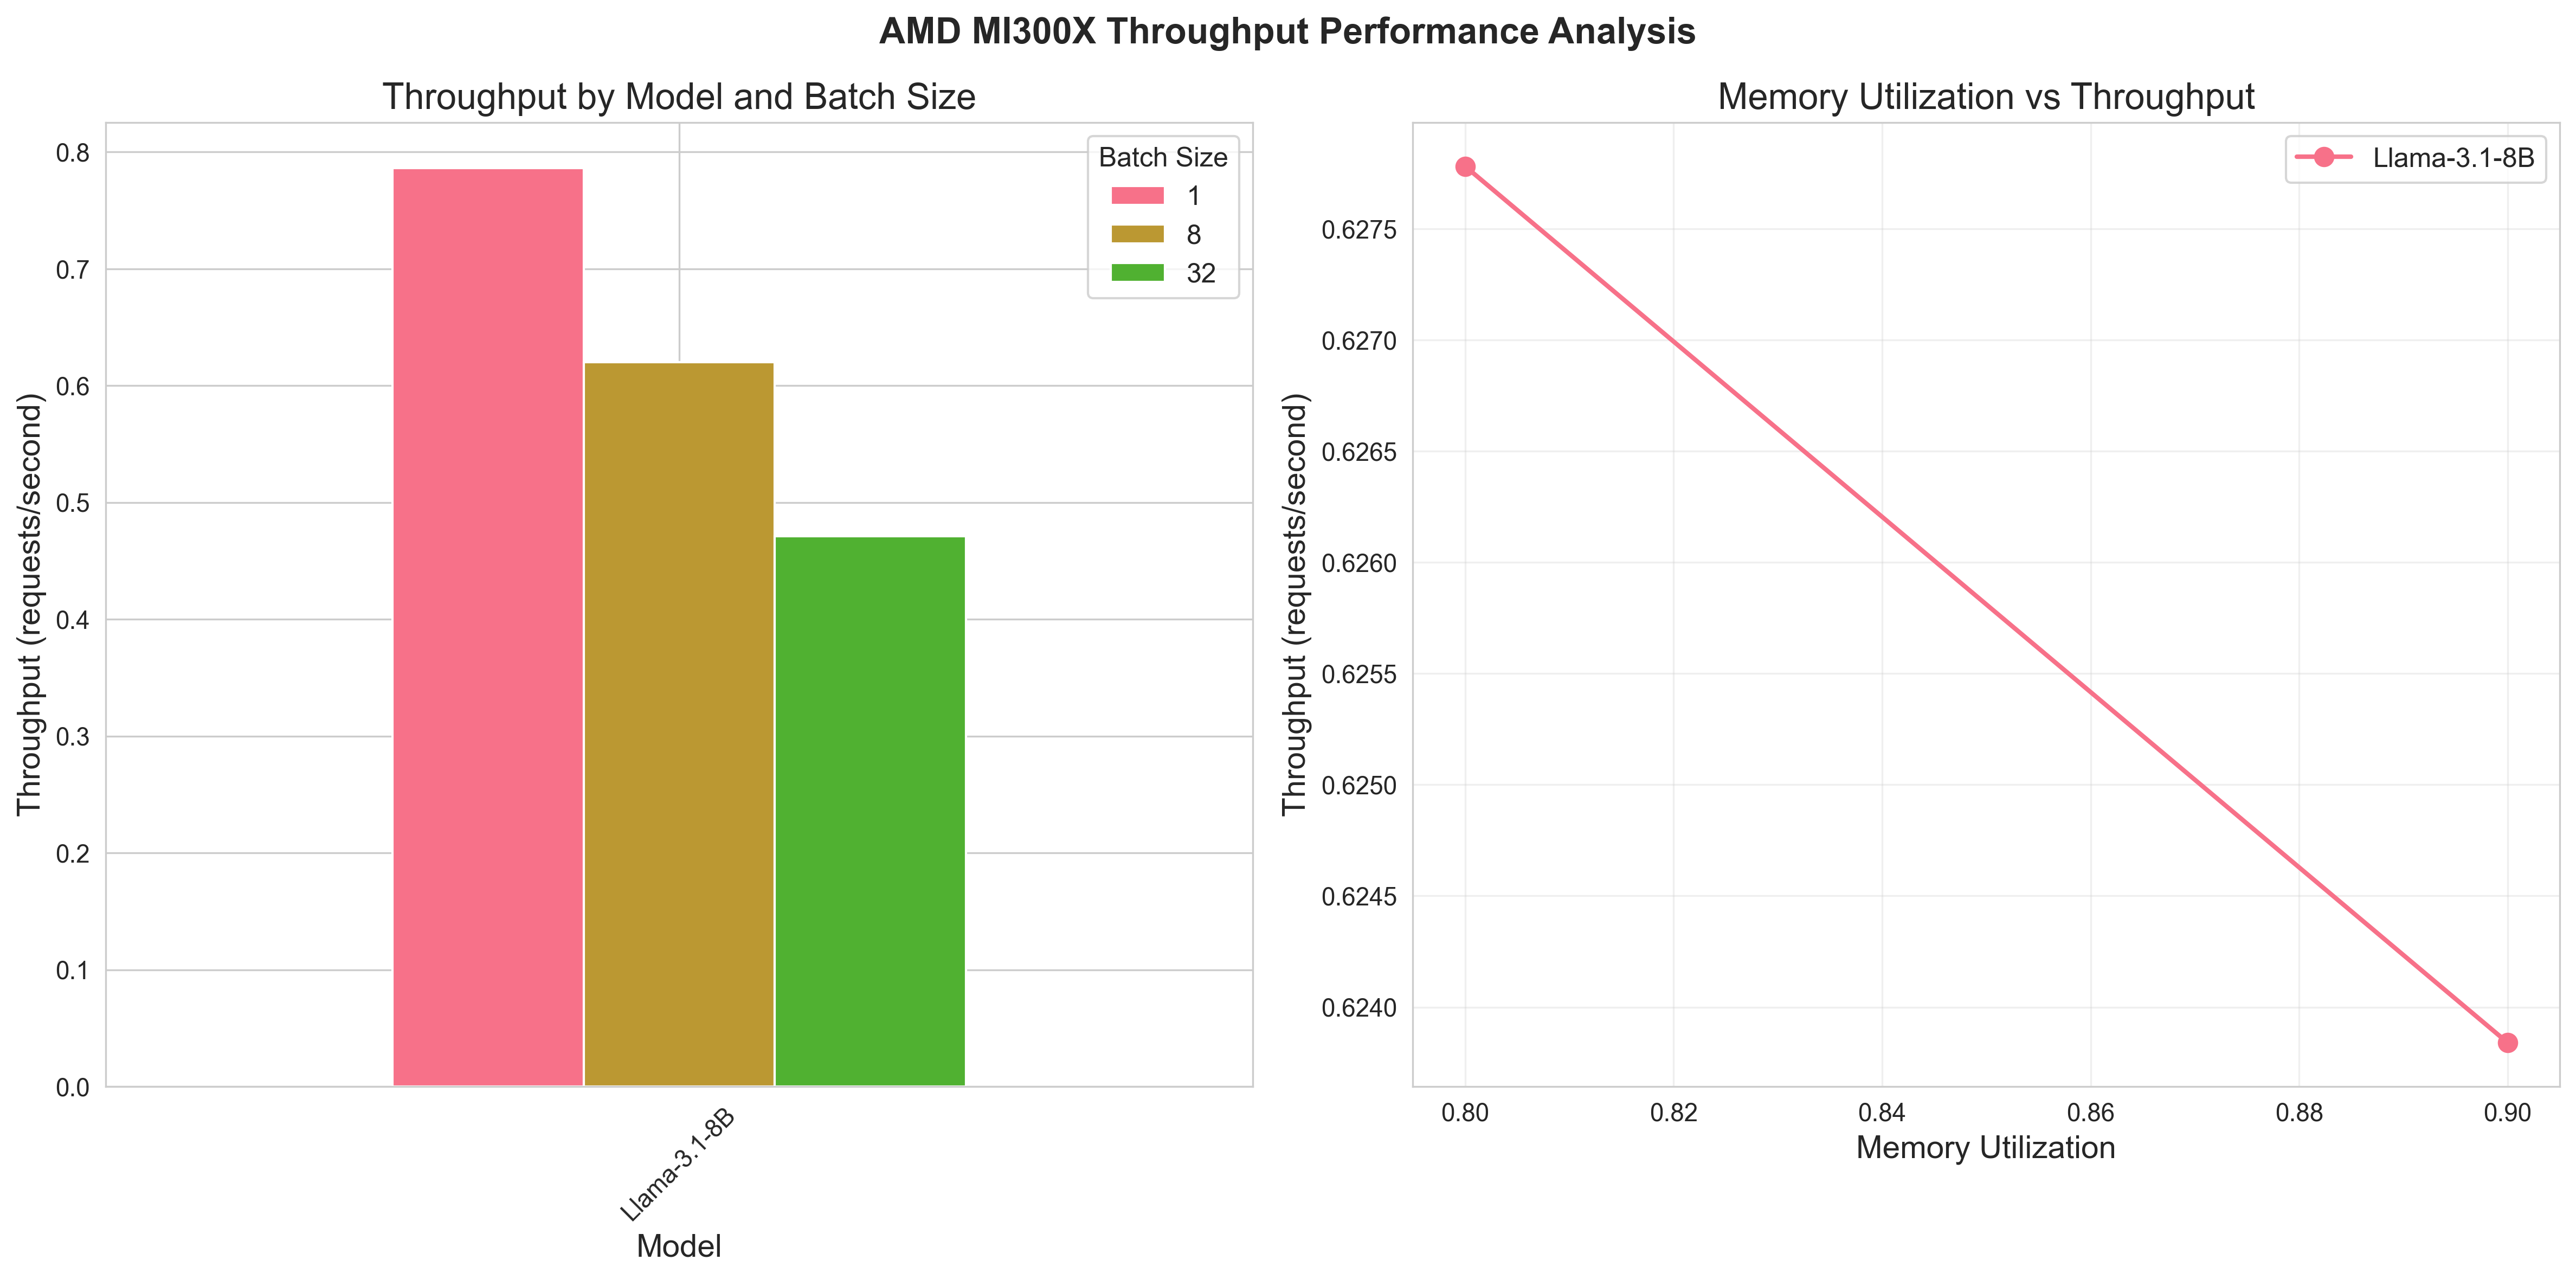 AMD MI300X Throughput Performance Analysis
Throughput by Model and Batch Size
Throughput (requests/second)
0.8
0.7
0.6
0.5
0.4
0.3
0.2
0.1
0.0
Batch Size
1
8
32
Llama-3.1-8B
Model
Memory Utilization vs Throughput
Throughput (requests/second)
0.6275
0.6270
0.6265
0.6260
0.6255
0.6250
0.6245
0.6240
Llama-3.1-8B
0.80 0.82 0.84 0.86 0.88 0.90
Memory Utilization